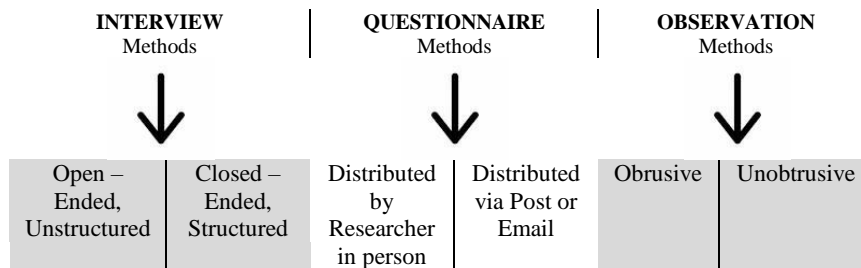 INTERVIEW
Methods
QUESTIONNAIRE
Methods
OBSERVATION
Methods
Open –
Ended,
Unstructured
Closed –
Ended,
Structured
Distributed
by
Researcher
in person
Distributed
via Post or
Email
Obrusive
Unobtrusive